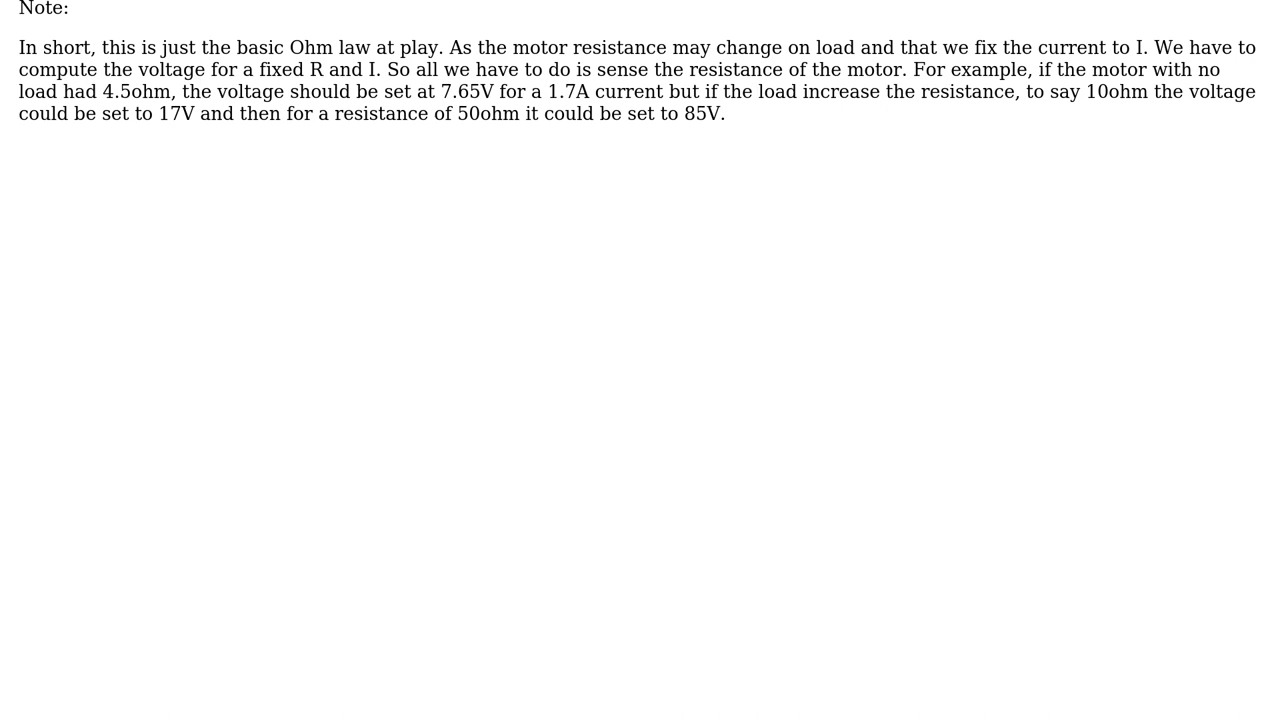 Note:
In short, this is just the basic Ohm law at play. As the motor resistance may change on load and that we fix the current to I. We have to
compute the voltage for a fixed R and I. So all we have to do is sense the resistance of the motor. For example, if the motor with no
load had 4.5ohm, the voltage should be set at 7.65V for a 1.7A current but if the load increase the resistance, to say 10ohm the voltage
could be set to 17V and then for a resistance of 50ohm it could be set to 85V.